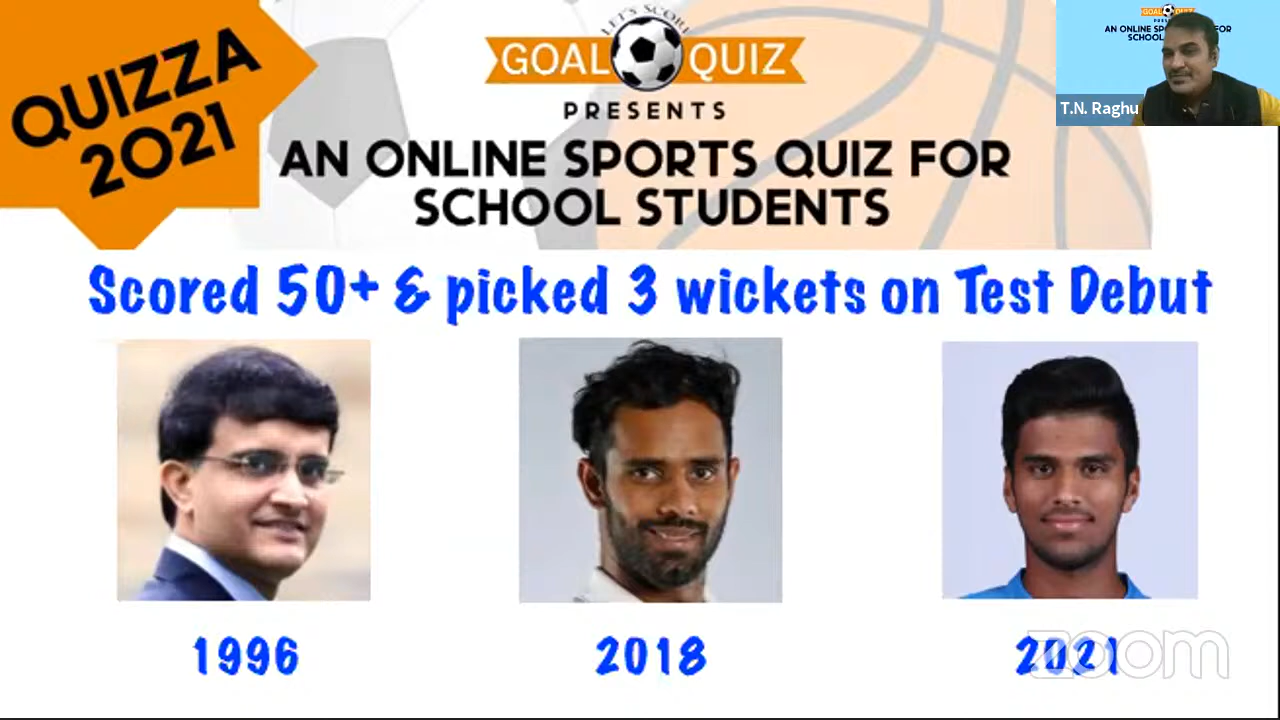 QUIZZA
2021
LET'S SCORE
GOAL QUIZ
PRESENTS
AN ONLINE SPORTS QUIZ FOR
SCHOOL STUDENTS
T.N. Raghu
Scored 50+ & picked 3 wickets on Test Debut
1996
2018
2021
zoom